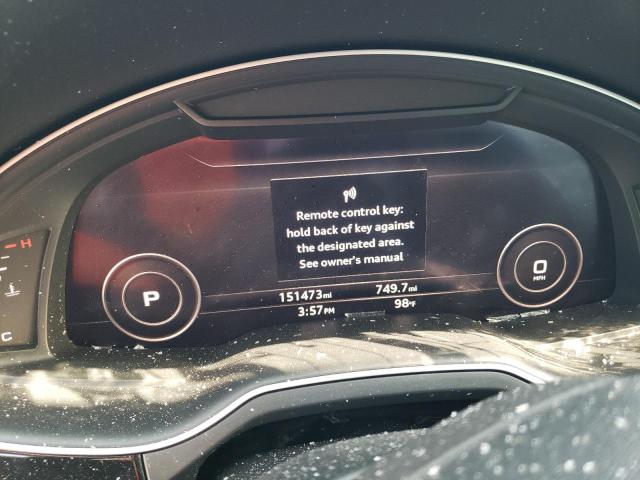 Remote control key:
hold back of key against
the designated area.
See owner's manual
H
P
0
MPH
151473mi
749.7mi
3:57PM
98°F
C